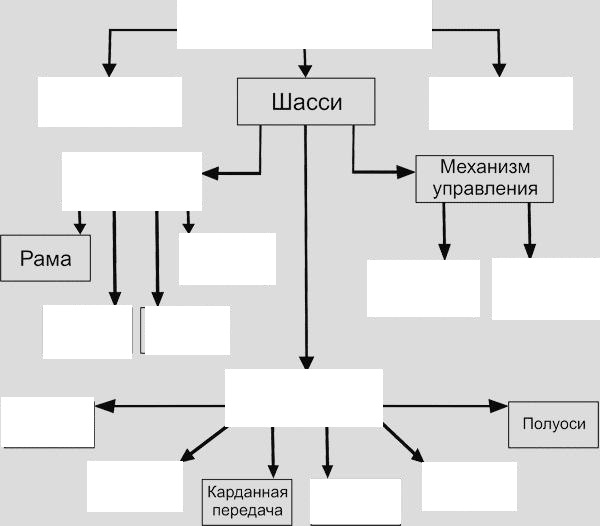 Шасси
Механизм
управления
Рама
Полуоси
Карданная
передача